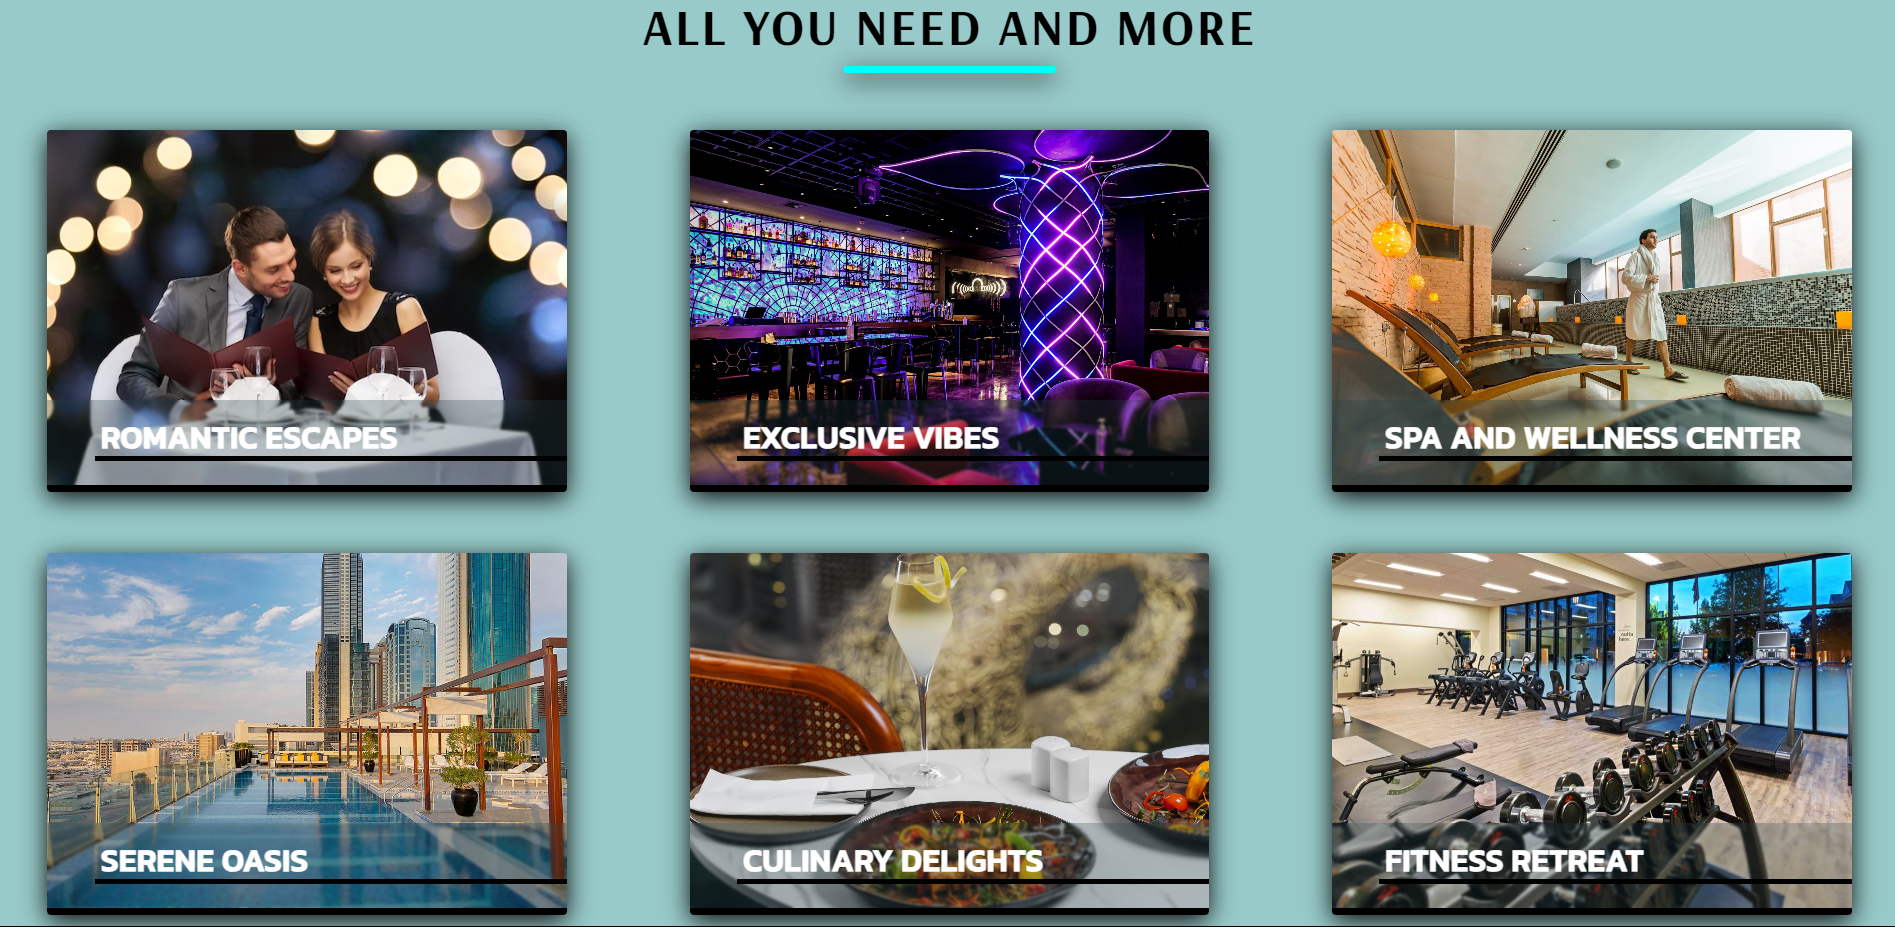 ALL YOU NEED AND MORE
ROMANTIC ESCAPES
EXCLUSIVE VIBES
SPA AND WELLNESS CENTER
SERENE OASIS
CULINARY DELIGHTS
FITNESS RETREAT